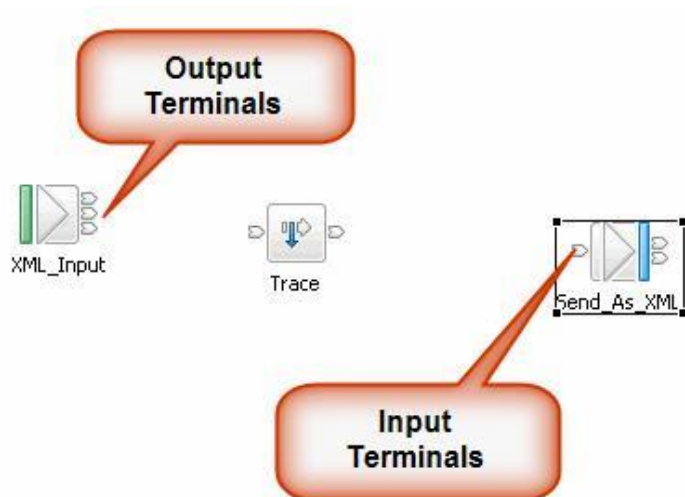 Output
Terminals
XML_Input
Trace
Send_As_XML
Input
Terminals